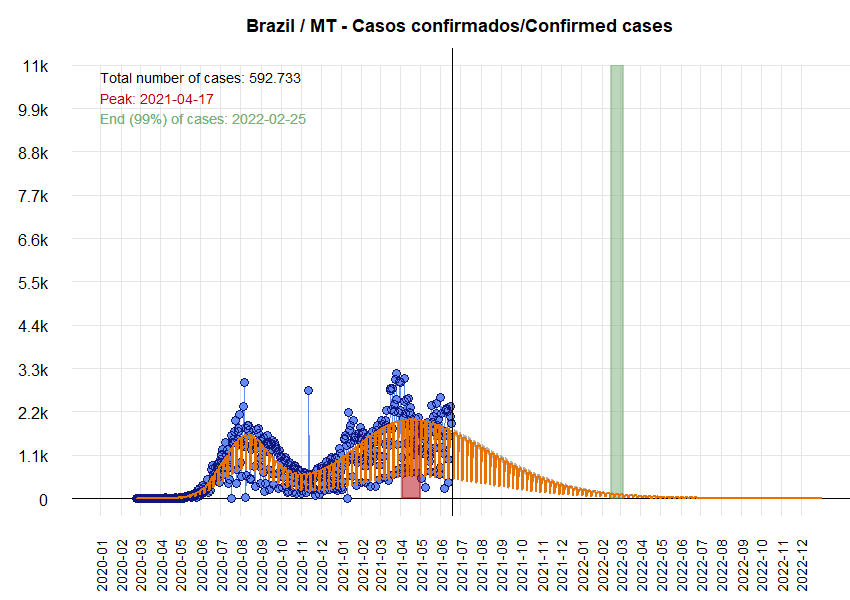 Brazil / MT - Casos confirmados/Confirmed cases
11k
Total number of cases: 592.733
Peak: 2021-04-17
9.9k
End (99%) of cases: 2022-02-25
8.8k
7.7k
6.6k
5.5k
4.4k
3.3k
2.2k
1.1k
0
2020-01
2020-02
2020-03
2020-04
2020-05
2020-06
2020-07
2020-08
2020-09
2020-10
2020-11
2020-12
2021-01
2021-02
2021-03
2021-04
2021-05
2021-06
2021-07
2021-08
2021-09
2021-10
2021-11
2021-12
2022-01
2022-02
2022-03
2022-04
2022-05
2022-06
2022-07
2022-08
2022-09
2022-10
2022-11
2022-12